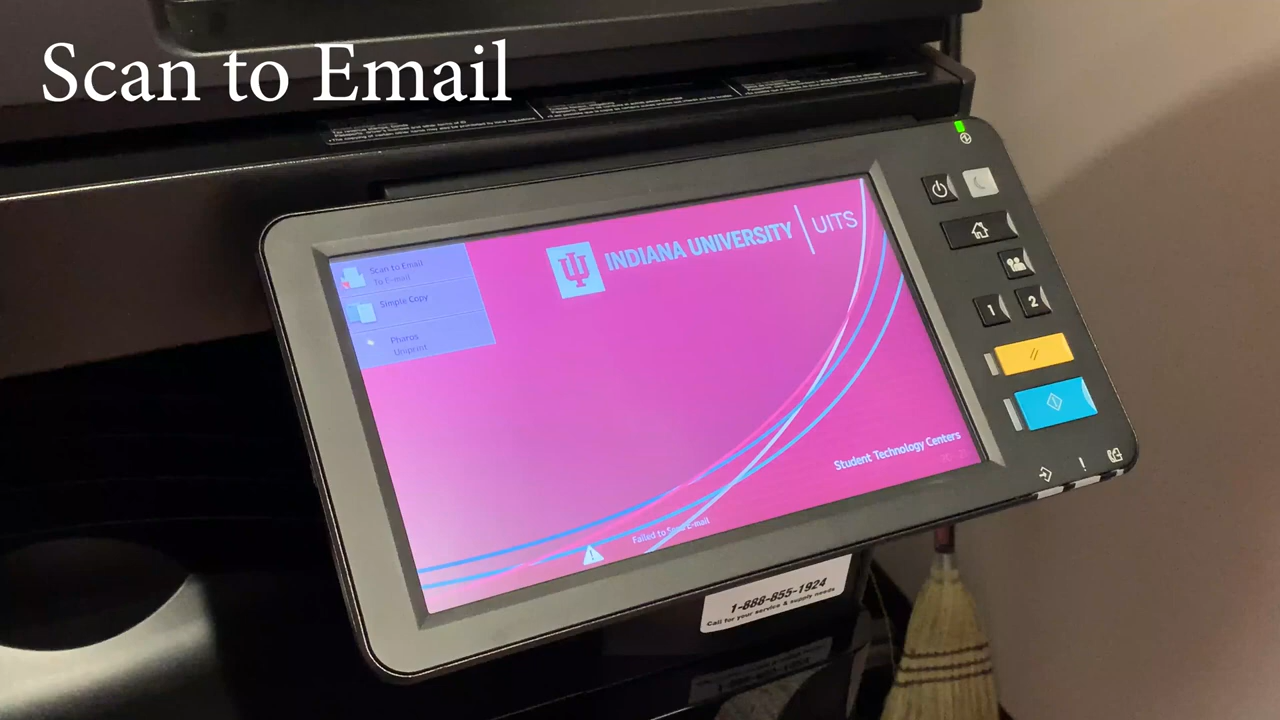 Scan to Email
INDIANA UNIVERSITY | UITS
Scan to Email
To E-mail
Simple Copy
Pharos
Uniprint
1
2
Student Technology Centers
Failed to Send E-mail
1-888-855-1924
Call for your service & supply needs